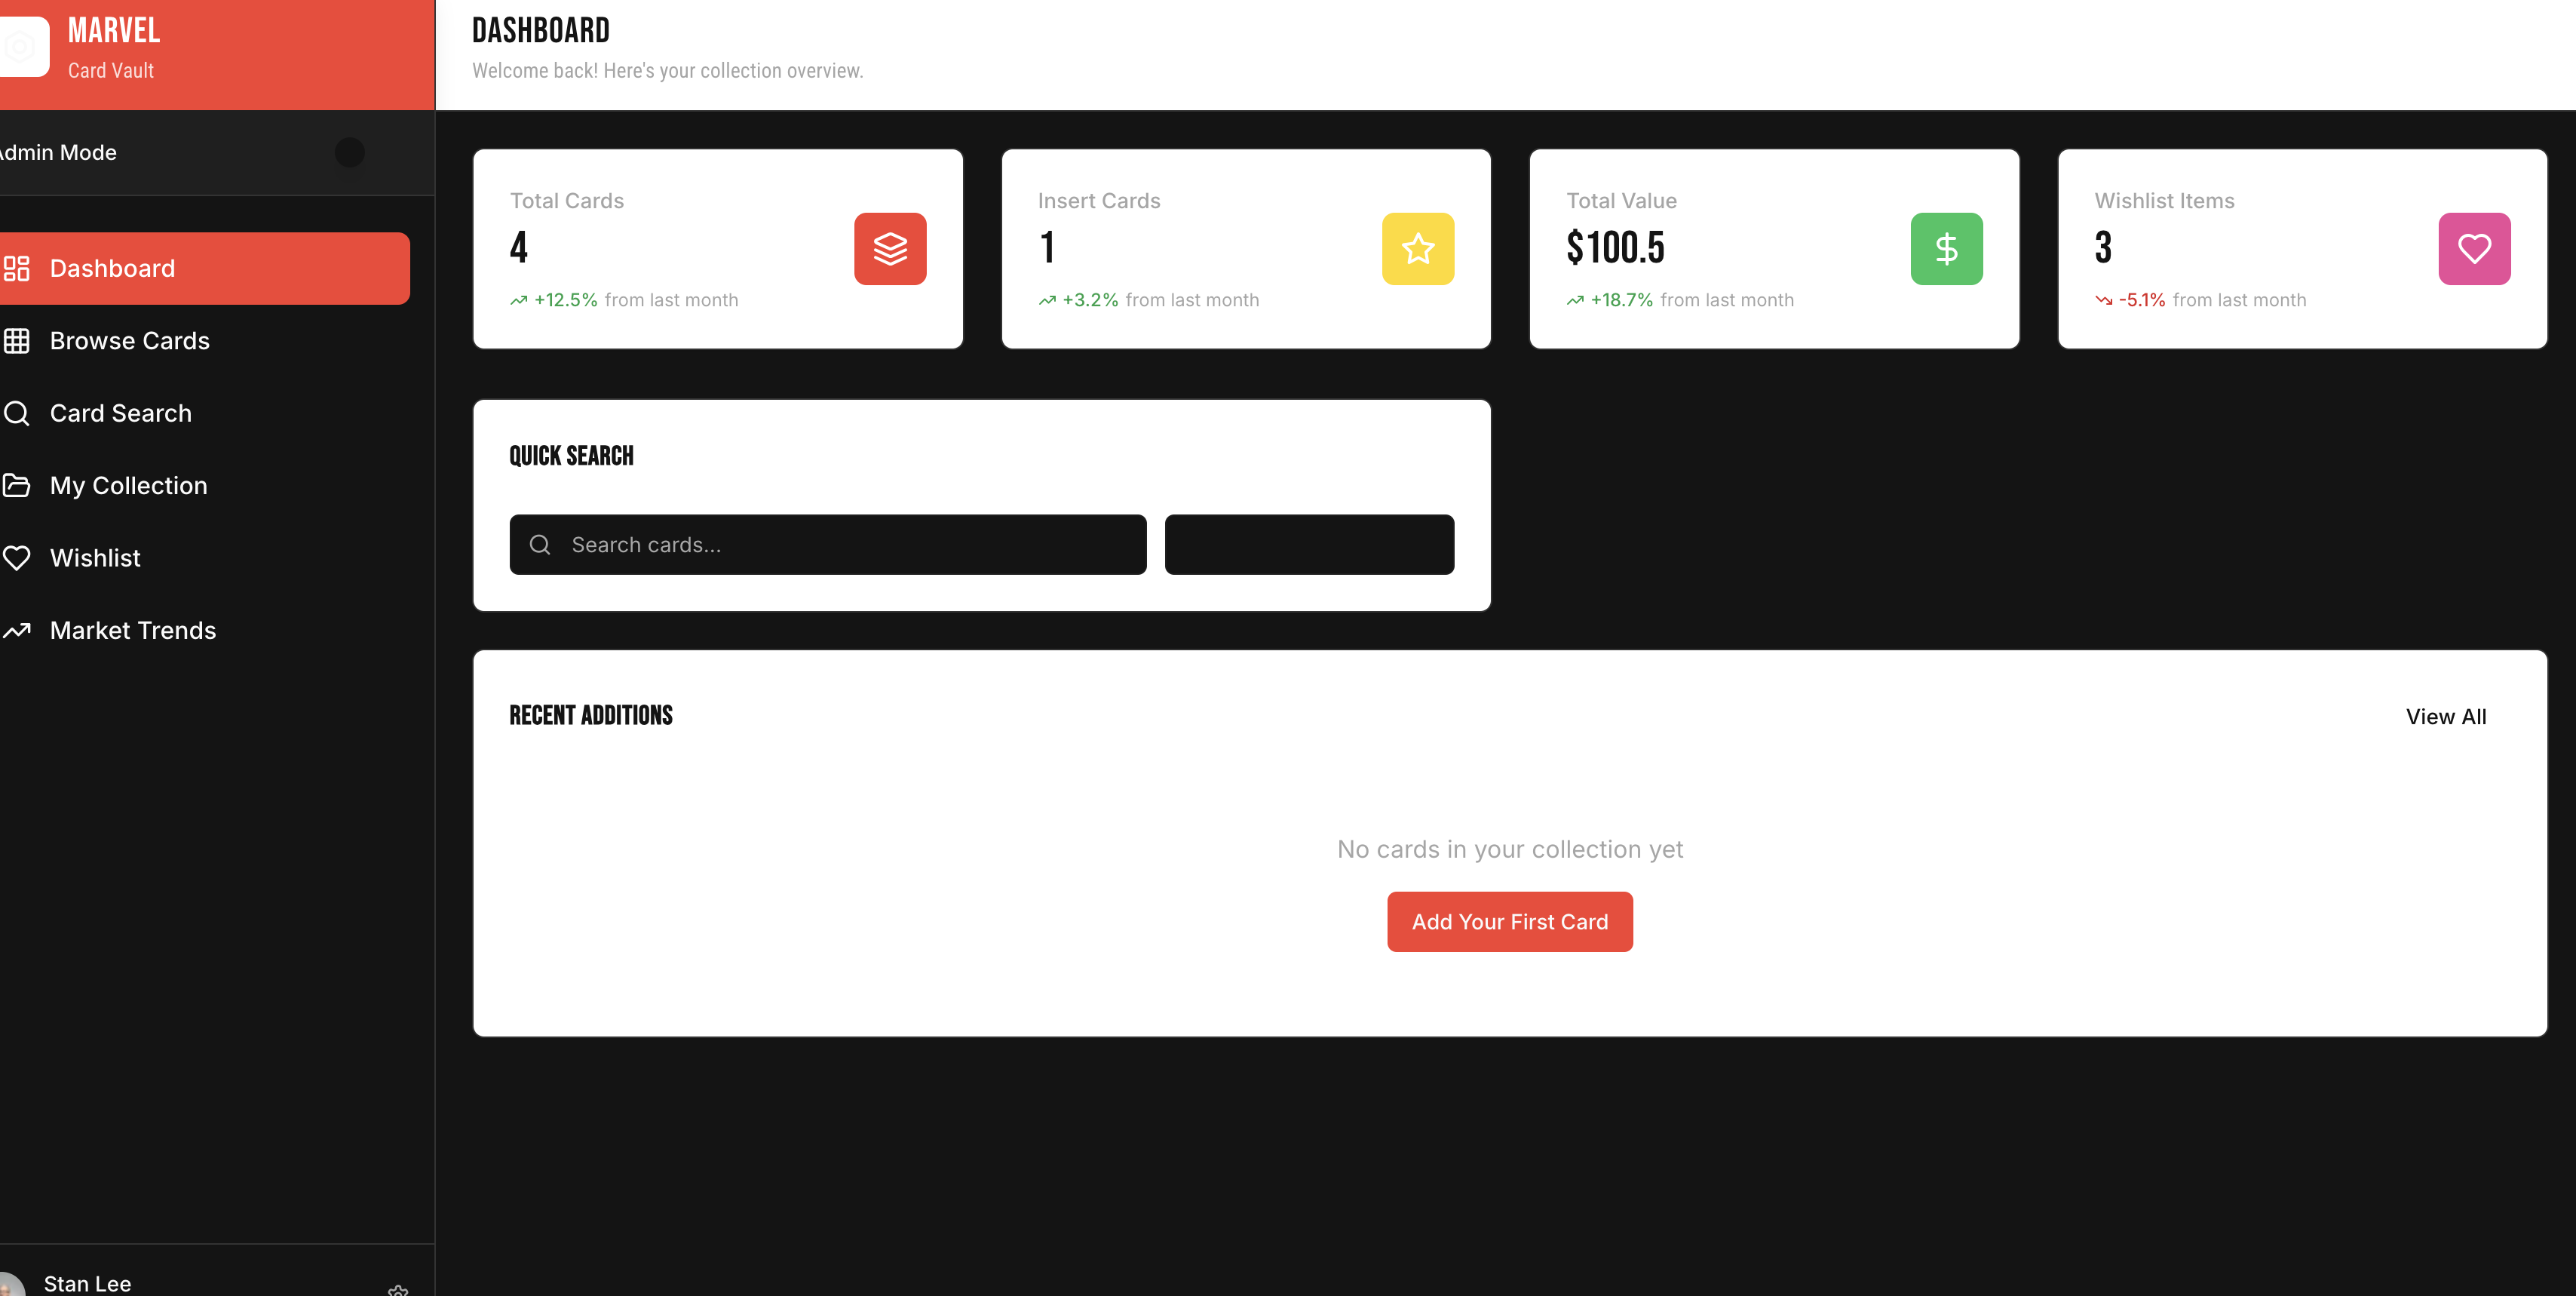 MARVEL
Card Vault
Admin Mode
Dashboard
Browse Cards
Card Search
My Collection
Wishlist
Market Trends
Stan Lee
DASHBOARD
Welcome back! Here's your collection overview.
Total Cards
4
+12.5% from last month
Insert Cards
1
+3.2% from last month
Total Value
$100.5
+18.7% from last month
Wishlist Items
3
-5.1% from last month
QUICK SEARCH
Search cards...
RECENT ADDITIONS
View All
No cards in your collection yet
Add Your First Card